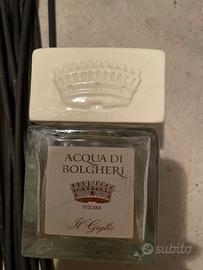 ACQUA DI
BOLGHERI
TOSCANA
Il Giglio
subito